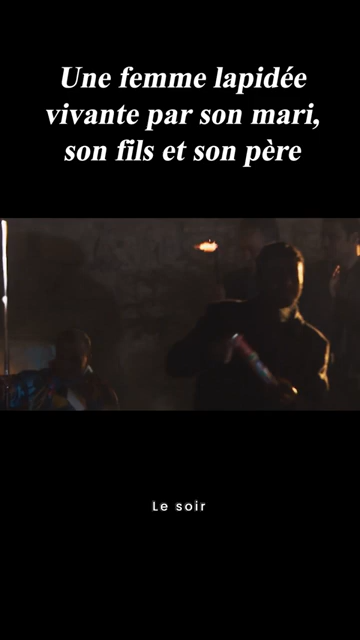 Une femme lapidée
vivante par son mari,
son fils et son père
Le soir